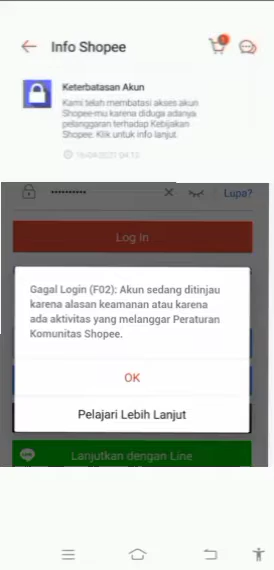 Info Shopee
Keterbatasan Akun
Kami telah membatasi akses akun
Shopee-mu karena diduga adanya
pelanggaran terhadap Kebijakan
Shopee. Klik untuk info lanjut.
Lupa?
Log In
Gagal Login (F02): Akun sedang ditinjau
karena alasan keamanan atau karena
ada aktivitas yang melanggar Peraturan
Komunitas Shopee.
OK
Pelajari Lebih Lanjut
LINE
Lanjutkan dengan Line